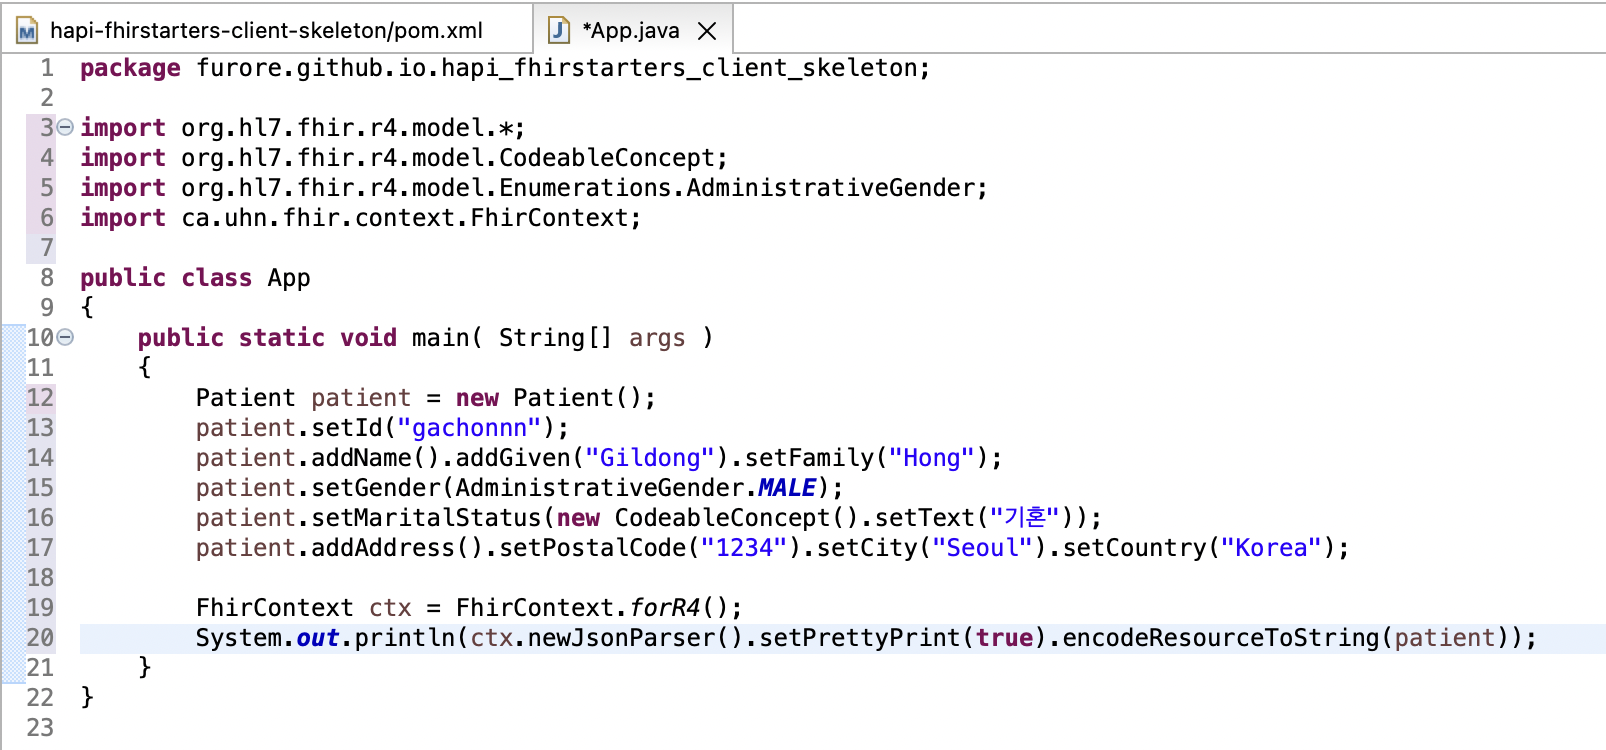 hapi-fhirstarters-client-skeleton/pom.xml
*App.java
1 package furore.github.io.hapi_fhirstarters_client_skeleton;
2
3 import org.hl7.fhir.r4.model.*;
4 import org.hl7.fhir.r4.model.CodeableConcept;
5 import org.hl7.fhir.r4.model.Enumerations.AdministrativeGender;
6 import ca.uhn.fhir.context.FhirContext;
7
8 public class App
9 {
10     public static void main( String[] args )
11     {
12         Patient patient = new Patient();
13         patient.setId("gachonnn");
14         patient.addName().addGiven("Gildong").setFamily("Hong");
15         patient.setGender(AdministrativeGender.MALE);
16         patient.setMaritalStatus(new CodeableConcept().setText("기혼"));
17         patient.addAddress().setPostalCode("1234").setCity("Seoul").setCountry("Korea");
18
19         FhirContext ctx = FhirContext.forR4();
20         System.out.println(ctx.newJsonParser().setPrettyPrint(true).encodeResourceToString(patient));
21     }
22 }
23